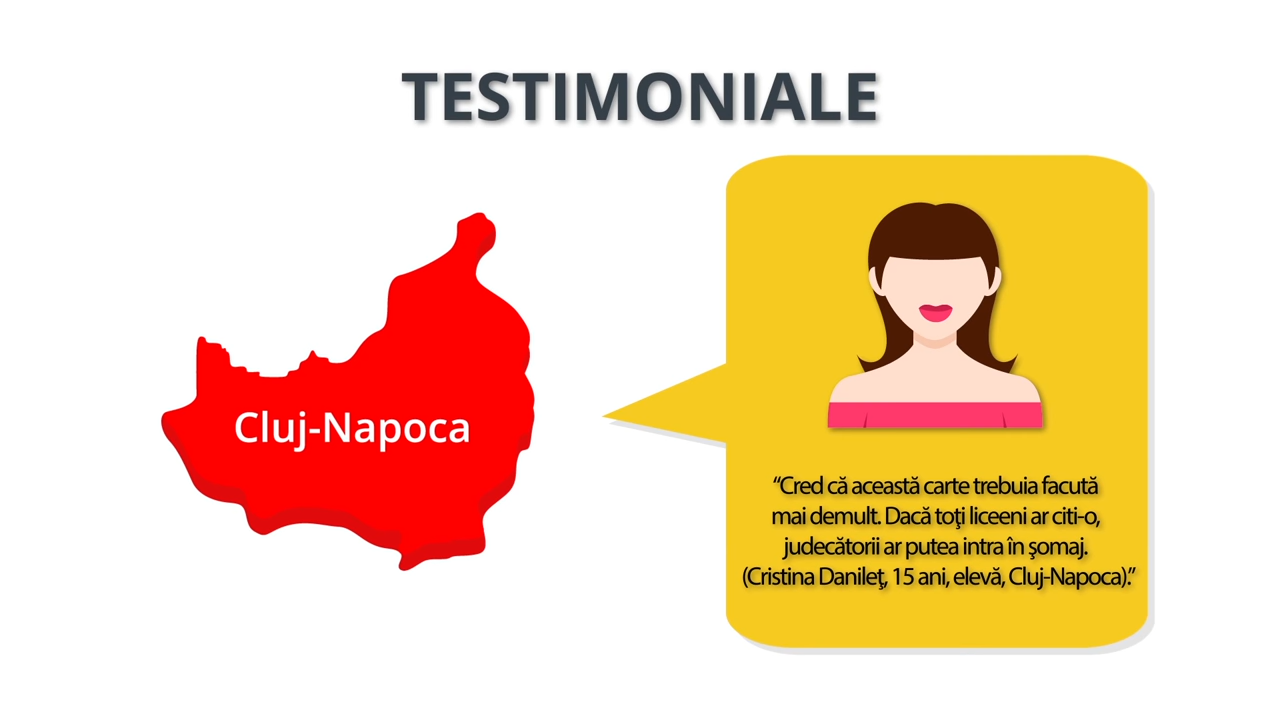 TESTIMONIALE
Cluj-Napoca
“Cred că această carte trebuia facută
mai demult. Dacă toţi liceeni ar citi-o,
judecătorii ar putea intra în şomaj.
(Cristina Danileţ, 15 ani, elevă, Cluj-Napoca).”